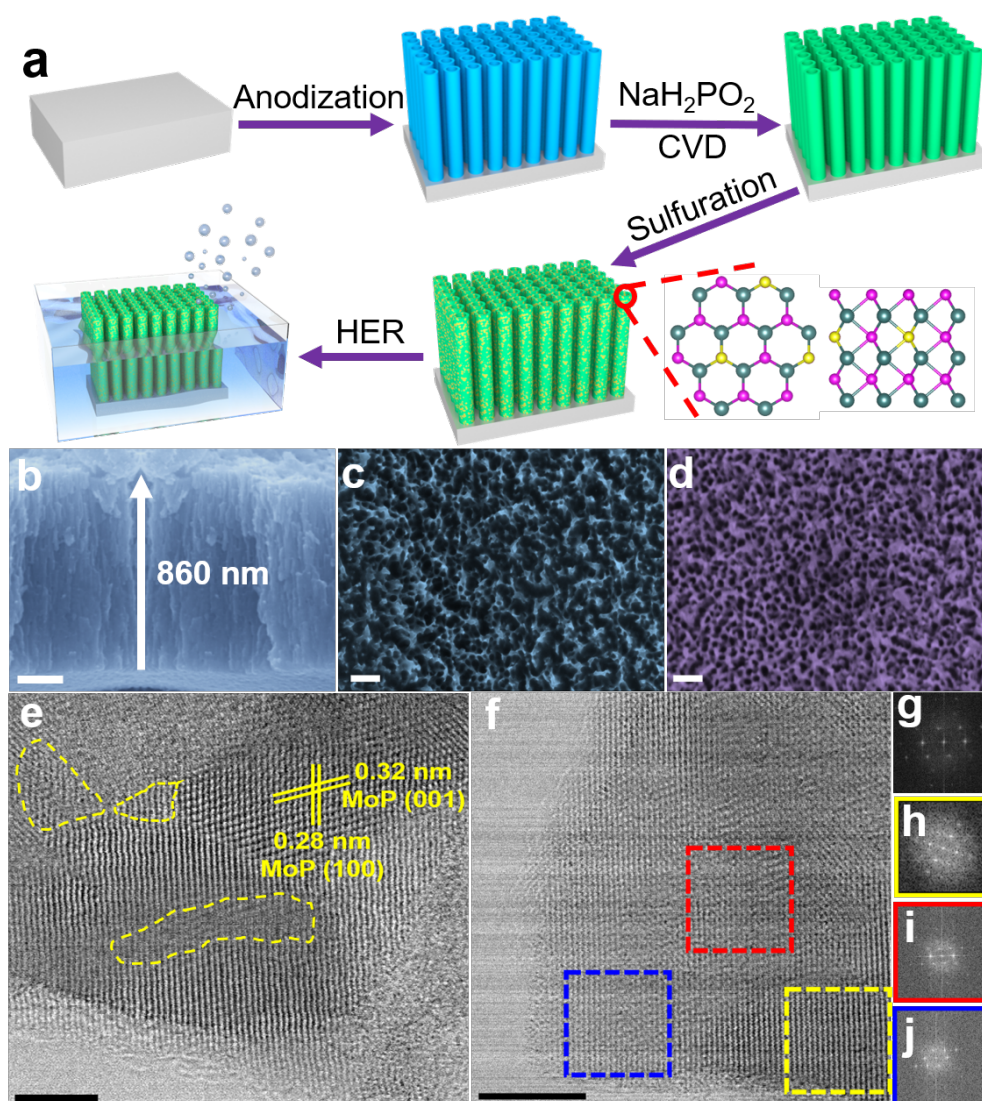 a
Anodization
NaH₂PO₂
CVD
Sulfuration
HER
b
860 nm
c
d
e
0.32 nm
MoP (001)
0.28 nm
MoP (100)
f
g
h
i
j